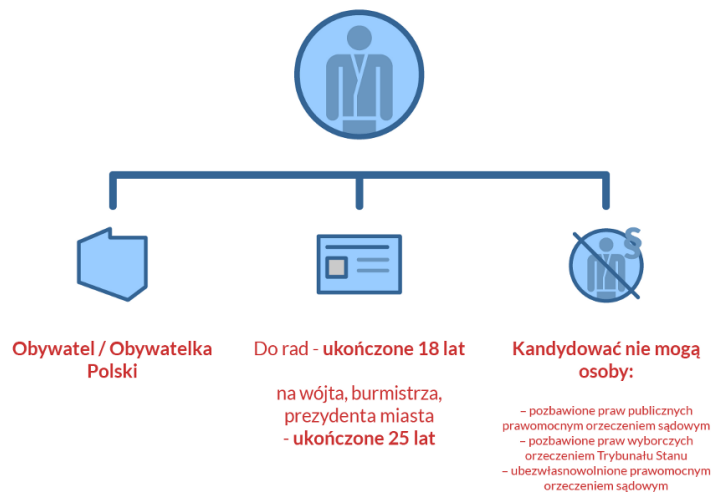 Obywatel / Obywatelka
Polski
Do rad - ukończone 18 lat
na wójta, burmistrza,
prezydenta miasta
- ukończone 25 lat
Kandydować nie mogą
osoby:
– pozbawione praw publicznych
prawomocnym orzeczeniem sądowym
– pozbawione praw wyborczych
orzeczeniem Trybunału Stanu
– ubezwłasnowolnione prawomocnym
orzeczeniem sądowym